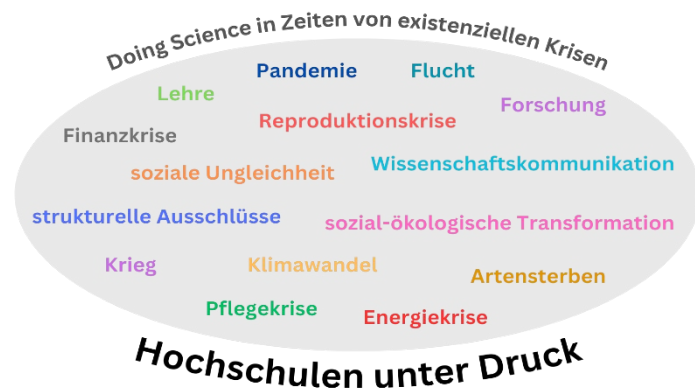 Doing Science in Zeiten von existenziellen Krisen
Pandemie Flucht
Lehre
Forschung
Reproduktionskrise
Finanzkrise
Wissenschaftskommunikation
soziale Ungleichheit
strukturelle Ausschlüsse
sozial-ökologische Transformation
Krieg Klimawandel
Artensterben
Pflegekrise
Energiekrise
Hochschulen unter Druck